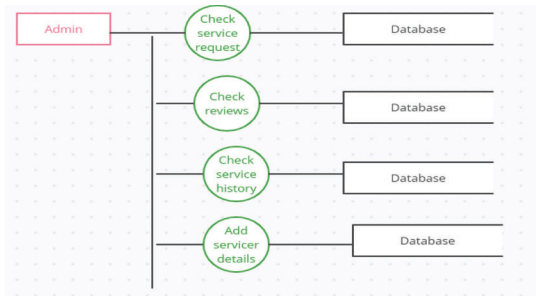 Admin
Check
service
request
Database
Check
reviews
Database
Check
service
history
Database
Add
servicer
details
Database